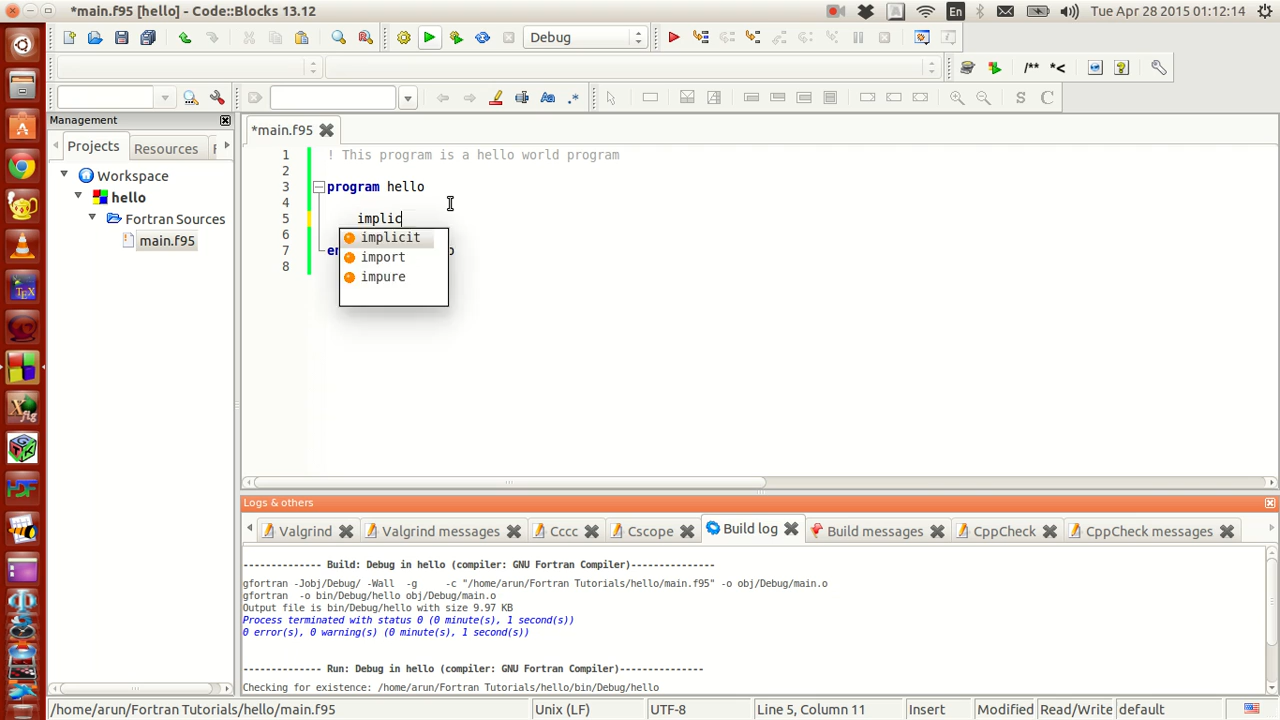 *main.f95 [hello] - Code::Blocks 13.12
En
Tue Apr 28 2015 01:12:14
Debug
/** *<
S C
Management
Projects
Resources
*main.f95
Workspace
hello
Fortran Sources
main.f95
1 ! This program is a hello world program
2
3 program hello
4
5 implic
6
7
8
implicit
import
impure
Logs & others
Valgrind
Valgrind messages
Cccc
Cscope
Build log
Build messages
CppCheck
CppCheck messages
-------------- Build: Debug in hello (compiler: GNU Fortran Compiler)---------------
gfortran -Jobj/Debug/ -Wall -g -c "/home/arun/Fortran Tutorials/hello/main.f95" -o obj/Debug/main.o
gfortran -o bin/Debug/hello obj/Debug/main.o
Output file is bin/Debug/hello with size 9.97 KB
Process terminated with status 0 (0 minute(s), 1 second(s))
0 error(s), 0 warning(s) (0 minute(s), 1 second(s))
-------------- Run: Debug in hello (compiler: GNU Fortran Compiler)---------------
Checking for existence: /home/arun/Fortran Tutorials/hello/bin/Debug/hello
/home/arun/Fortran Tutorials/hello/main.f95
Unix (LF)
UTF-8
Line 5, Column 11
Insert
Modified
Read/Write
default